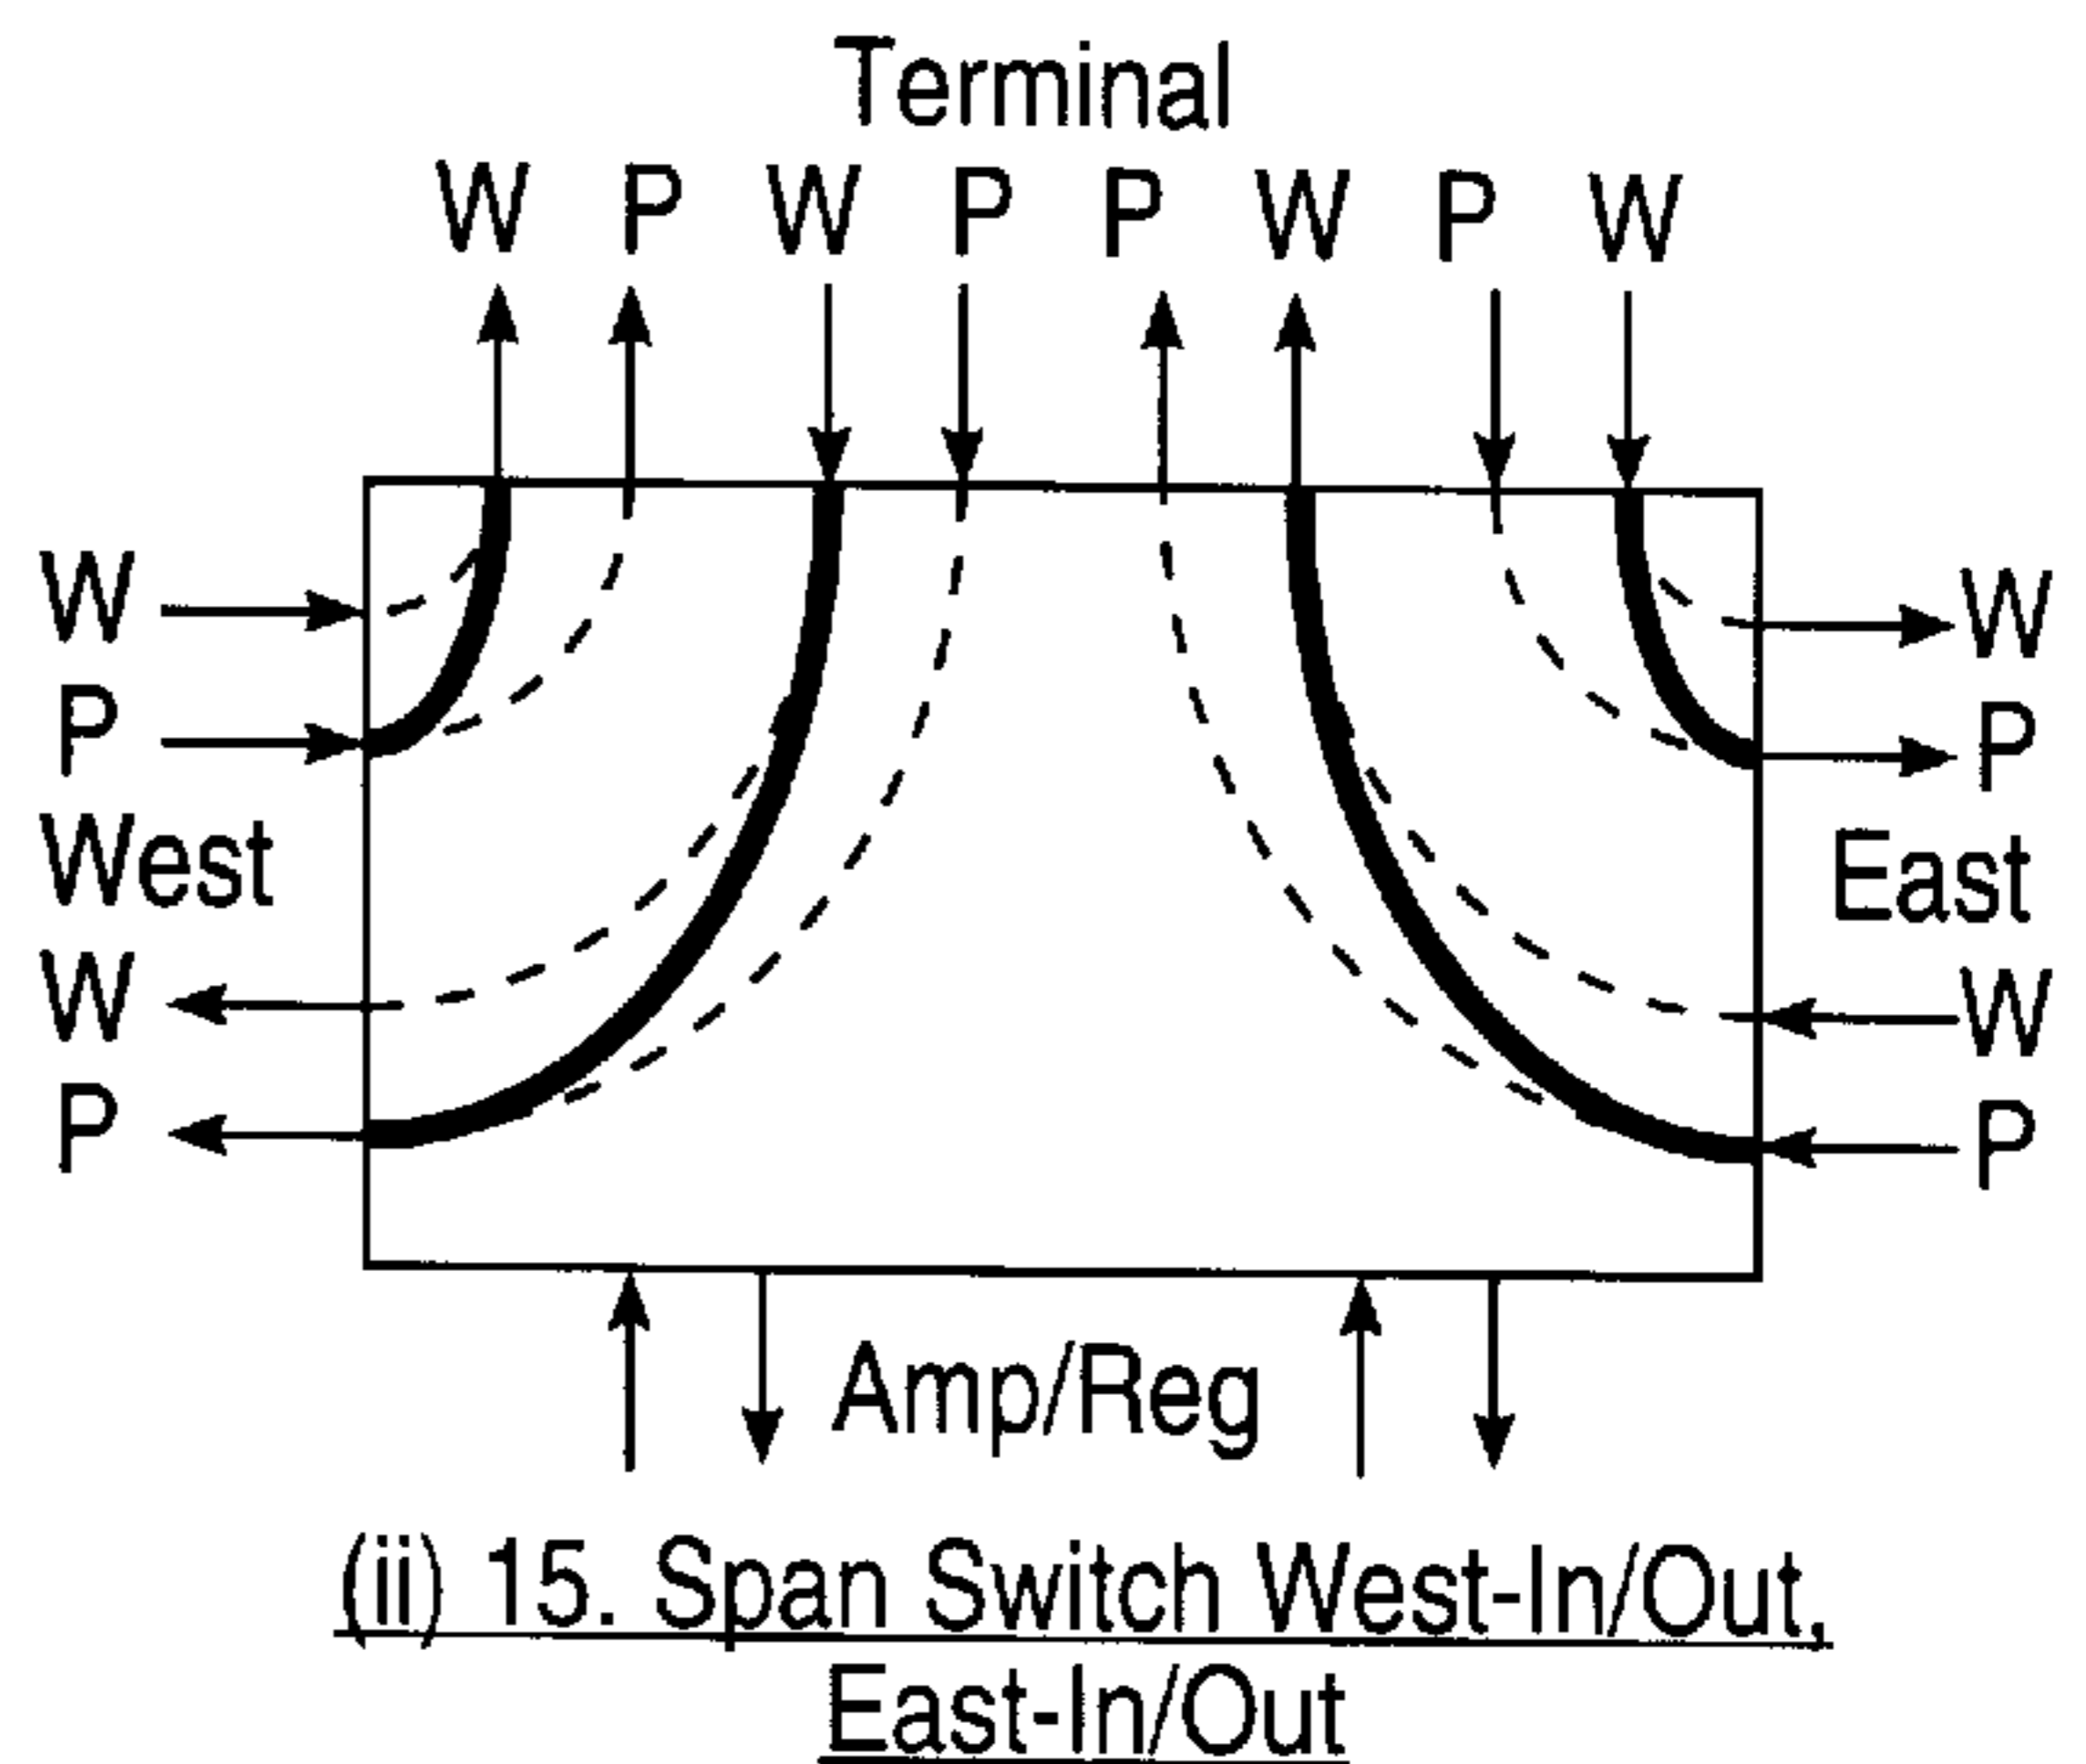 Terminal
W P W P P W P W
W W
P P
West East
W W
P P
Amp/Reg
(ii) 15. Span Switch West-In/Out,
East-In/Out